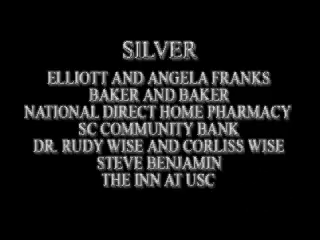 SILVER
ELLIOTT AND ANGELA FRANKS
BAKER AND BAKER
NATIONAL DIRECT HOME PHARMACY
SC COMMUNITY BANK
DR. RUDY WISE AND CORLISS WISE
STEVE BENJAMIN
THE INN AT USC